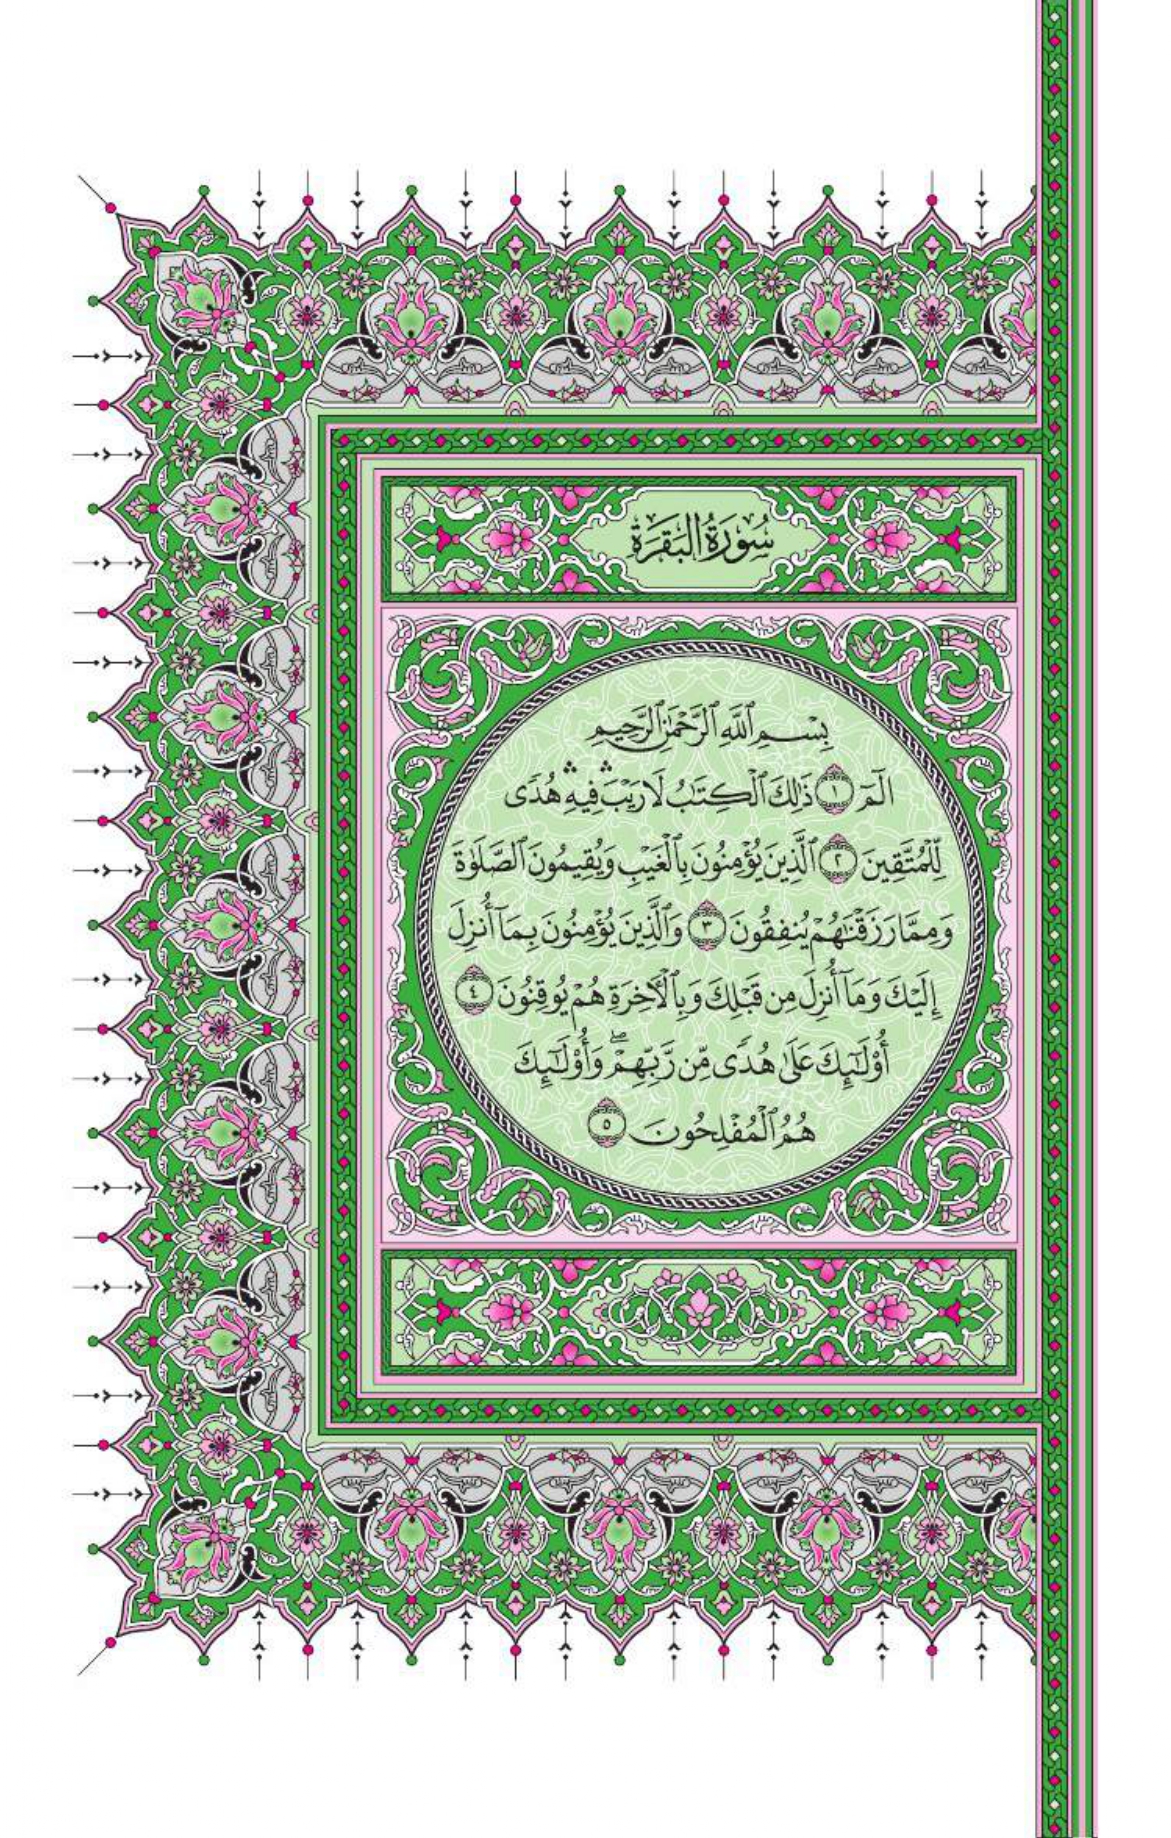 سُورَةُ البَقَرَةِ
بِسْمِ ٱللَّهِ ٱلرَّحْمَٰنِ ٱلرَّحِيمِ
الٓمٓ ١ ذَٰلِكَ ٱلْكِتَٰبُ لَا رَيْبَۛ فِيهِۛ هُدًى
لِّلْمُتَّقِينَ ٢ ٱلَّذِينَ يُؤْمِنُونَ بِٱلْغَيْبِ وَيُقِيمُونَ ٱلصَّلَوٰةَ
وَمِمَّا رَزَقْنَٰهُمْ يُنفِقُونَ ٣ وَٱلَّذِينَ يُؤْمِنُونَ بِمَآ أُنزِلَ
إِلَيْكَ وَمَآ أُنزِلَ مِن قَبْلِكَ وَبِٱلْأَخِرَةِ هُمْ يُوقِنُونَ ٤
أُوْلَٰٓئِكَ عَلَىٰ هُدًى مِّن رَّبِّهِمْۖ وَأُوْلَٰٓئِكَ
هُمُ ٱلْمُفْلِحُونَ ٥